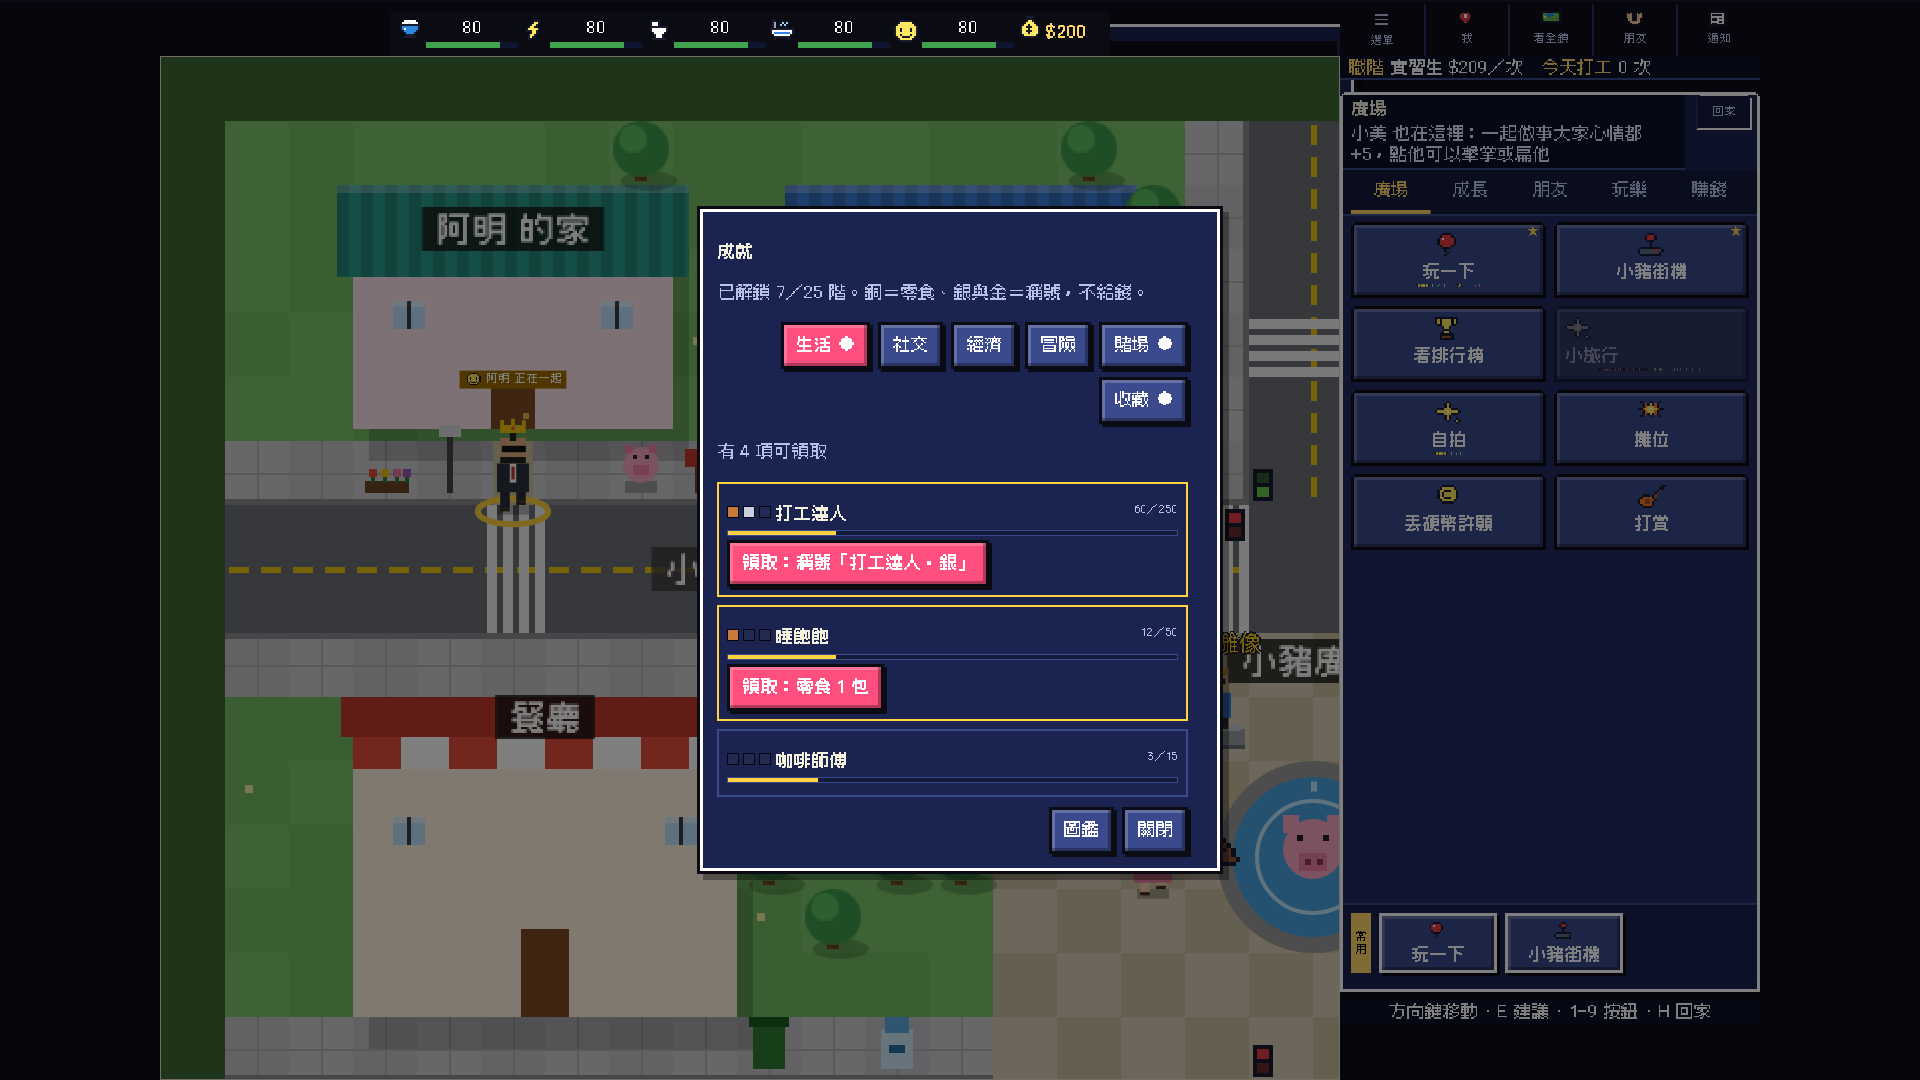 80 80 80 80 80 $200
選單 我 看全鎮 朋友 通知
職階 實習生 $209／次 今天打工 0 次
廣場
回家
小美 也在這裡：一起做事大家心情都
+5，點他可以擊掌或扁他
廣場 成長 朋友 玩樂 賺錢
玩一下
小豬街機
看排行榜
小旅行
自拍
攤位
丟硬幣許願
打賞
常用
玩一下
小豬街機
方向鍵移動 · E 建議 · 1-9 按鈕 · H 回家
阿明 的家
阿明 正在一起
小
餐廳
雕像
小豬廣
成就
已解鎖 7／25 階。銅＝零食、銀與金＝稱號，不給錢。
生活
社交
經濟
冒險
賭場
收藏
有 4 項可領取
打工達人 60／250
領取：稱號「打工達人·銀」
睡飽飽 12／50
領取：零食 1 包
咖啡師傅 3／15
圖鑑
關閉